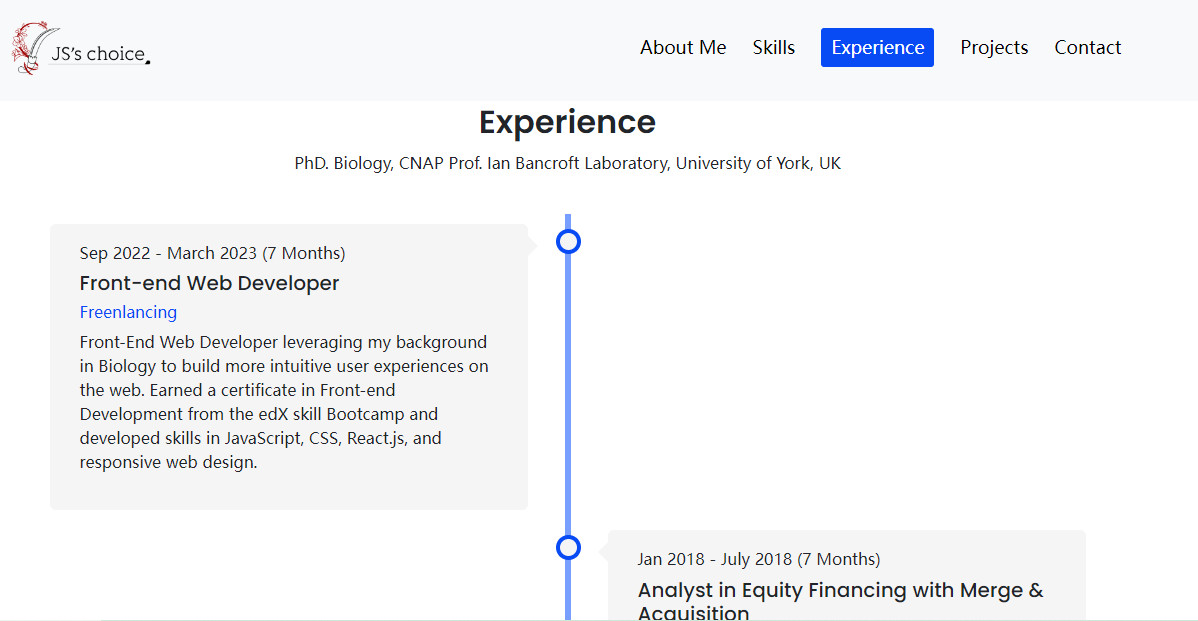 JS's choice.
About Me Skills Experience Projects Contact
Experience
PhD. Biology, CNAP Prof. Ian Bancroft Laboratory, University of York, UK
Sep 2022 - March 2023 (7 Months)
Front-end Web Developer
Freenlancing
Front-End Web Developer leveraging my background
in Biology to build more intuitive user experiences on
the web. Earned a certificate in Front-end
Development from the edX skill Bootcamp and
developed skills in JavaScript, CSS, React.js, and
responsive web design.
Jan 2018 - July 2018 (7 Months)
Analyst in Equity Financing with Merge &
Acquisition